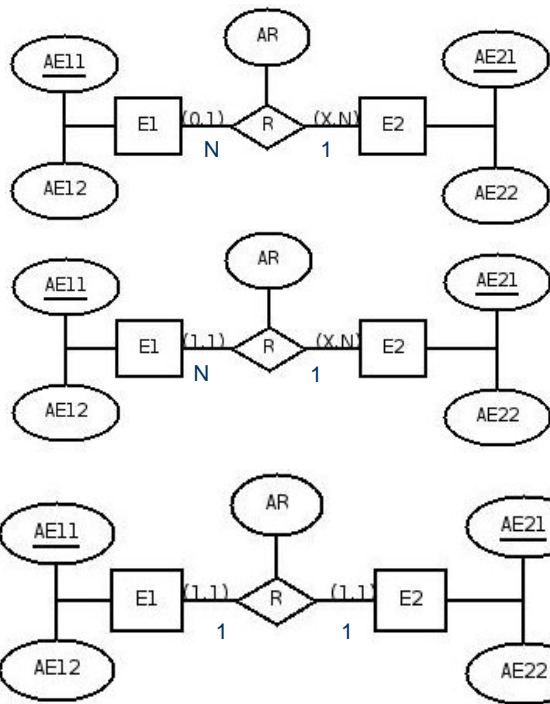 AR
AE11
AE21
E1 (0,1) R (X,N) E2
N 1
AE12
AE22
AR
AE11
AE21
E1 (1,1) R (X,N) E2
N 1
AE12
AE22
AR
AE11
AE21
E1 (1,1) R (1,1) E2
1 1
AE12
AE22